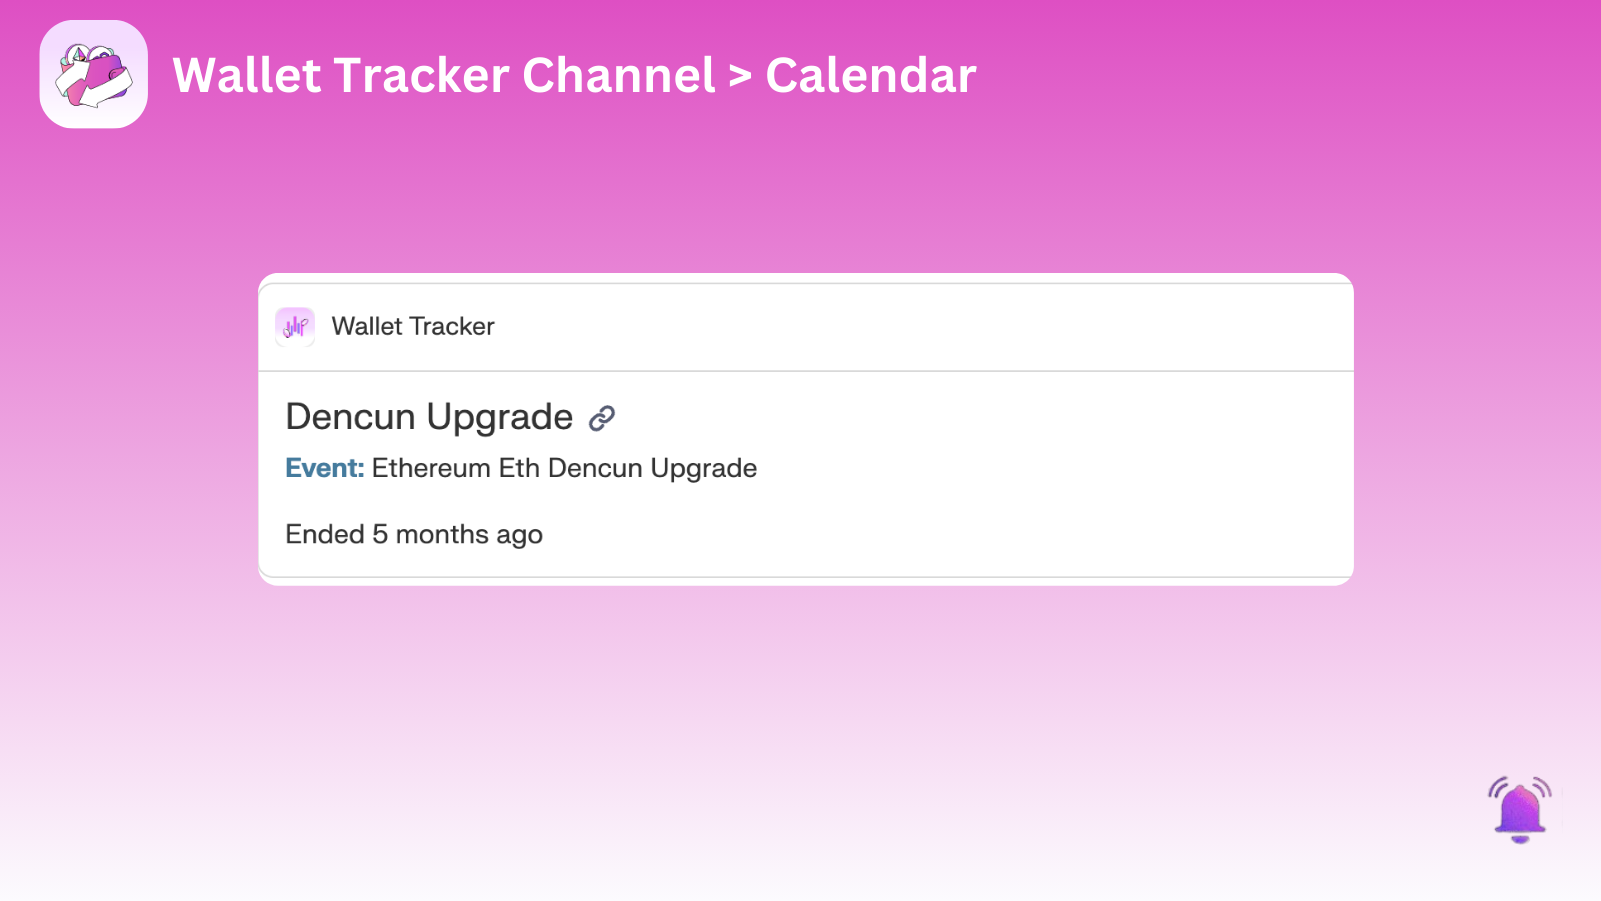 Wallet Tracker Channel > Calendar
Wallet Tracker
Dencun Upgrade
Event: Ethereum Eth Dencun Upgrade
Ended 5 months ago